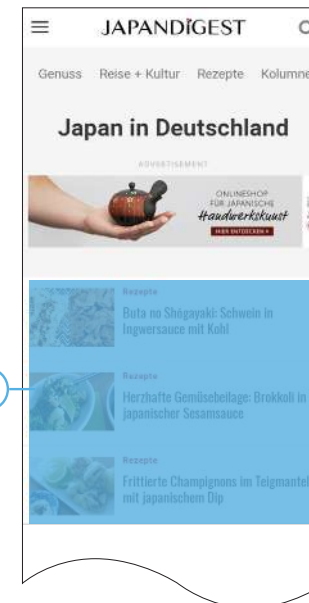 JAPANDIGEST
Genuss Reise + Kultur Rezepte Kolumne
Japan in Deutschland
ADVERTISEMENT
ONLINESHOP
FÜR JAPANISCHE
Handwerkskunst
HIER ENTDECKEN
Rezepte
Buta no Shōgayaki: Schwein in
Ingwersauce mit Kohl
Rezepte
Herzhafte Gemüsebeilage: Brokkoli in
japanischer Sesamsauce
Rezepte
Frittierte Champignons im Teigmantel
mit japanischem Dip